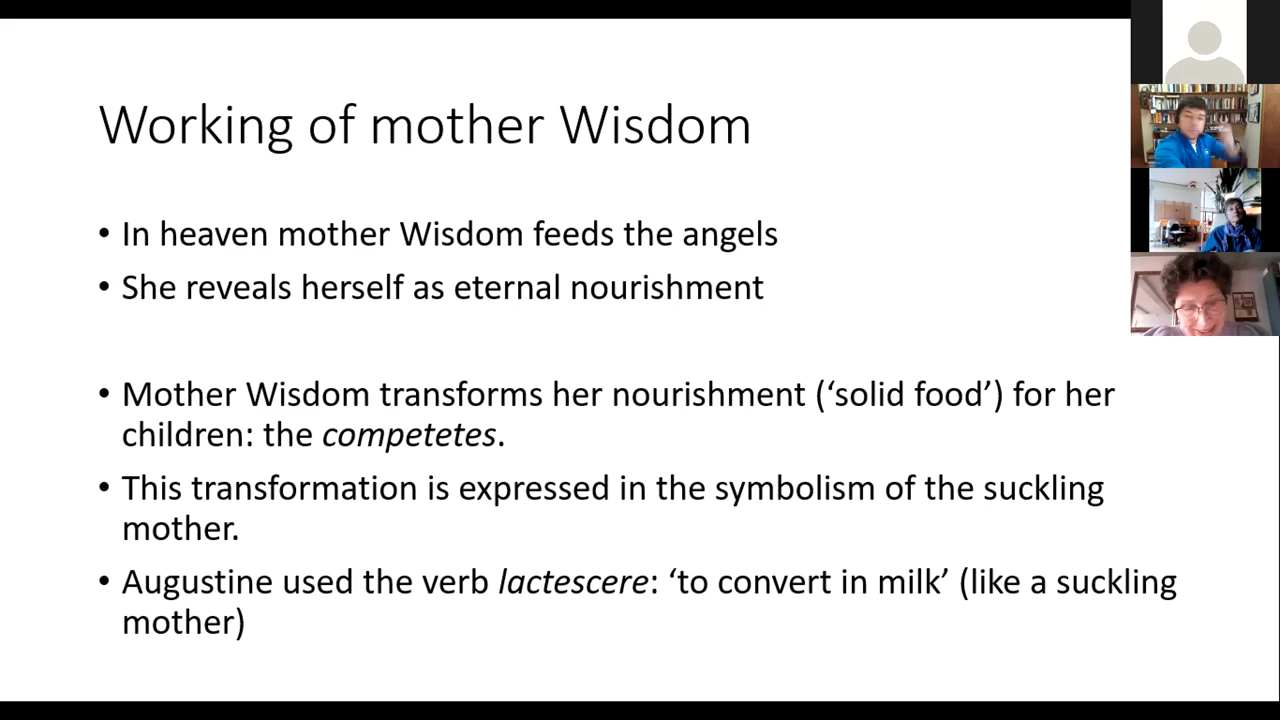 Working of mother Wisdom
• In heaven mother Wisdom feeds the angels
• She reveals herself as eternal nourishment
• Mother Wisdom transforms her nourishment (‘solid food’) for her
children: the competetes.
• This transformation is expressed in the symbolism of the suckling
mother.
• Augustine used the verb lactescere: ‘to convert in milk’ (like a suckling
mother)